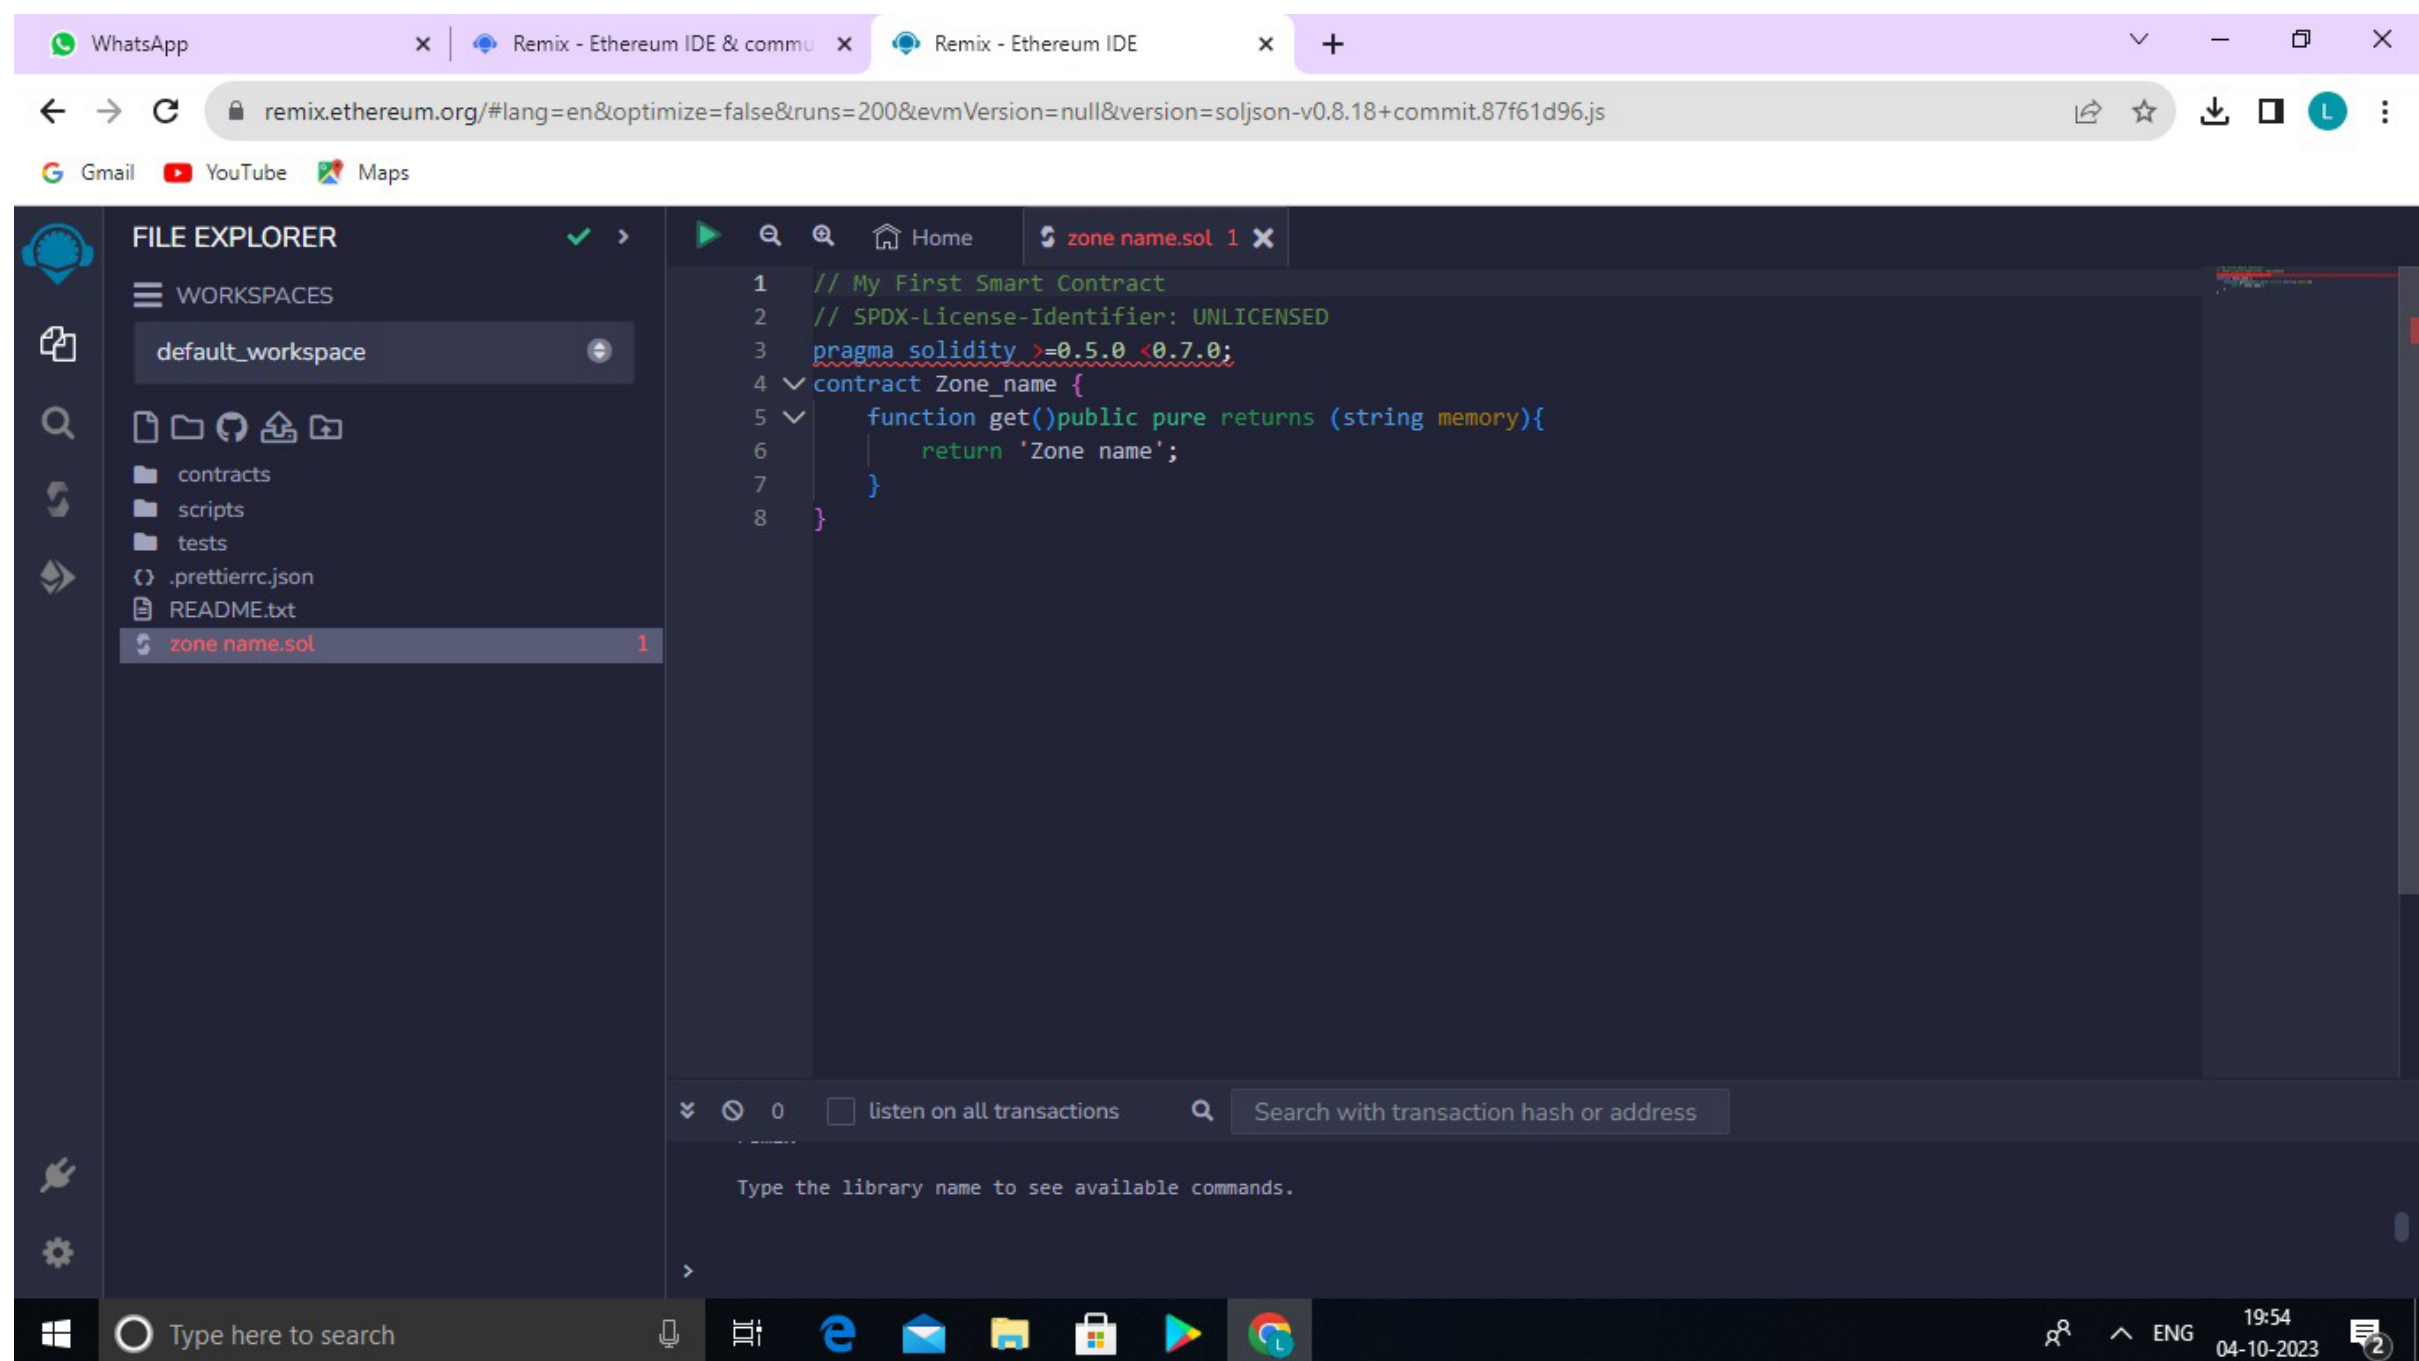 WhatsApp
Remix - Ethereum IDE & commu
Remix - Ethereum IDE
remix.ethereum.org/#lang=en&optimize=false&runs=200&evmVersion=null&version=soljson-v0.8.18+commit.87f61d96.js
L
Gmail
YouTube
Maps
FILE EXPLORER
WORKSPACES
default_workspace
contracts
scripts
tests
.prettierrc.json
README.txt
zone name.sol 1
Home
zone name.sol 1
1 // My First Smart Contract
2 // SPDX-License-Identifier: UNLICENSED
3 pragma solidity >=0.5.0 <0.7.0;
4 contract Zone_name {
5 function get()public pure returns (string memory){
6 return 'Zone name';
7 }
8 }
0 listen on all transactions
Search with transaction hash or address
Type the library name to see available commands.
>
Type here to search
L
ENG
19:54
04-10-2023
2